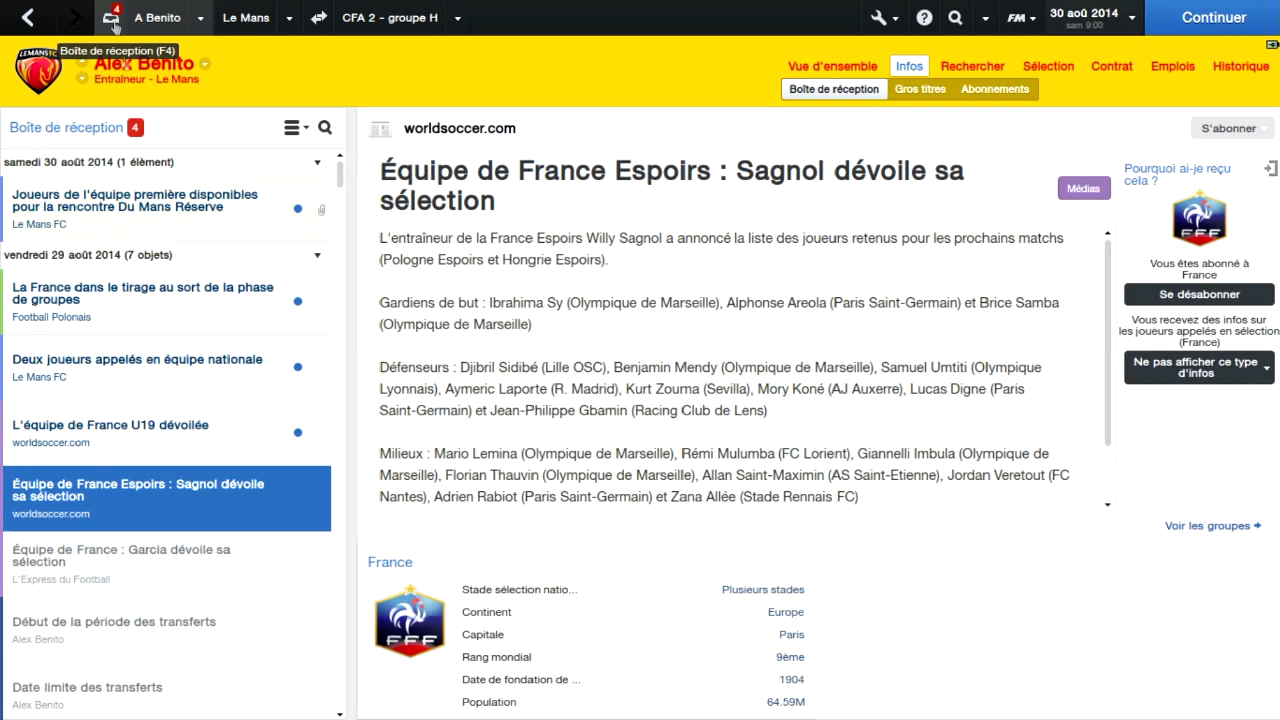 4
A Benito
Le Mans
CFA 2 - groupe H
FM
30 aoû 2014
sam 9:00
Continuer
Boîte de réception (F4)
LEMANSFC
Alex Benito
Entraîneur - Le Mans
Vue d'ensemble
Infos
Rechercher
Sélection
Contrat
Emplois
Historique
Boîte de réception
Gros titres
Abonnements
Boîte de réception 4
samedi 30 août 2014 (1 élèment)
Joueurs de l'équipe première disponibles
pour la rencontre Du Mans Réserve
Le Mans FC
vendredi 29 août 2014 (7 objets)
La France dans le tirage au sort de la phase
de groupes
Football Polonais
Deux joueurs appelés en équipe nationale
Le Mans FC
L'équipe de France U19 dévoilée
worldsoccer.com
Équipe de France Espoirs : Sagnol dévoile
sa sélection
worldsoccer.com
Équipe de France : Garcia dévoile sa
sélection
L'Express du Football
Début de la période des transferts
Alex Benito
Date limite des transferts
Alex Benito
worldsoccer.com
S'abonner
Équipe de France Espoirs : Sagnol dévoile sa
sélection
Médias
L'entraîneur de la France Espoirs Willy Sagnol a annoncé la liste des joueurs retenus pour les prochains matchs
(Pologne Espoirs et Hongrie Espoirs).
Gardiens de but : Ibrahima Sy (Olympique de Marseille), Alphonse Areola (Paris Saint-Germain) et Brice Samba
(Olympique de Marseille)
Défenseurs : Djibril Sidibé (Lille OSC), Benjamin Mendy (Olympique de Marseille), Samuel Umtiti (Olympique
Lyonnais), Aymeric Laporte (R. Madrid), Kurt Zouma (Sevilla), Mory Koné (AJ Auxerre), Lucas Digne (Paris
Saint-Germain) et Jean-Philippe Gbamin (Racing Club de Lens)
Milieux : Mario Lemina (Olympique de Marseille), Rémi Mulumba (FC Lorient), Giannelli Imbula (Olympique de
Marseille), Florian Thauvin (Olympique de Marseille), Allan Saint-Maximin (AS Saint-Etienne), Jordan Veretout (FC
Nantes), Adrien Rabiot (Paris Saint-Germain) et Zana Allée (Stade Rennais FC)
Pourquoi ai-je reçu
cela ?
Vous êtes abonné à
France
Se désabonner
Vous recevez des infos sur
les joueurs appelés en sélection
(France)
Ne pas afficher ce type
d'infos
Voir les groupes
France
FFF
Stade sélection natio... Plusieurs stades
Continent Europe
Capitale Paris
Rang mondial 9ème
Date de fondation de ... 1904
Population 64.59M